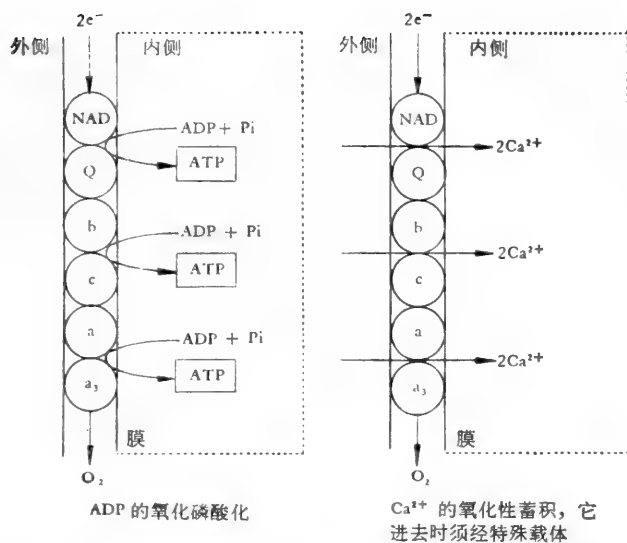 2e⁻
外侧
内侧
NAD
ADP + Pi
ATP
Q
b
ADP + Pi
ATP
c
a
ADP + Pi
ATP
a₃
膜
O₂
ADP 的氧化磷酸化
2e⁻
外侧
内侧
NAD
2Ca²⁺
Q
b
2Ca²⁺
c
a
2Ca²⁺
a₃
膜
O₂
Ca²⁺ 的氧化性蓄积，它
进去时须经特殊载体